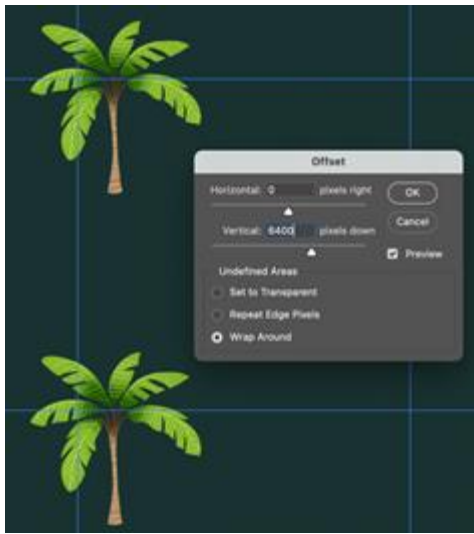 Offset
Horizontal: 0 pixels right
OK
Vertical: 6400 pixels down
Cancel
Preview
Undefined Areas
Set to Transparent
Repeat Edge Pixels
Wrap Around